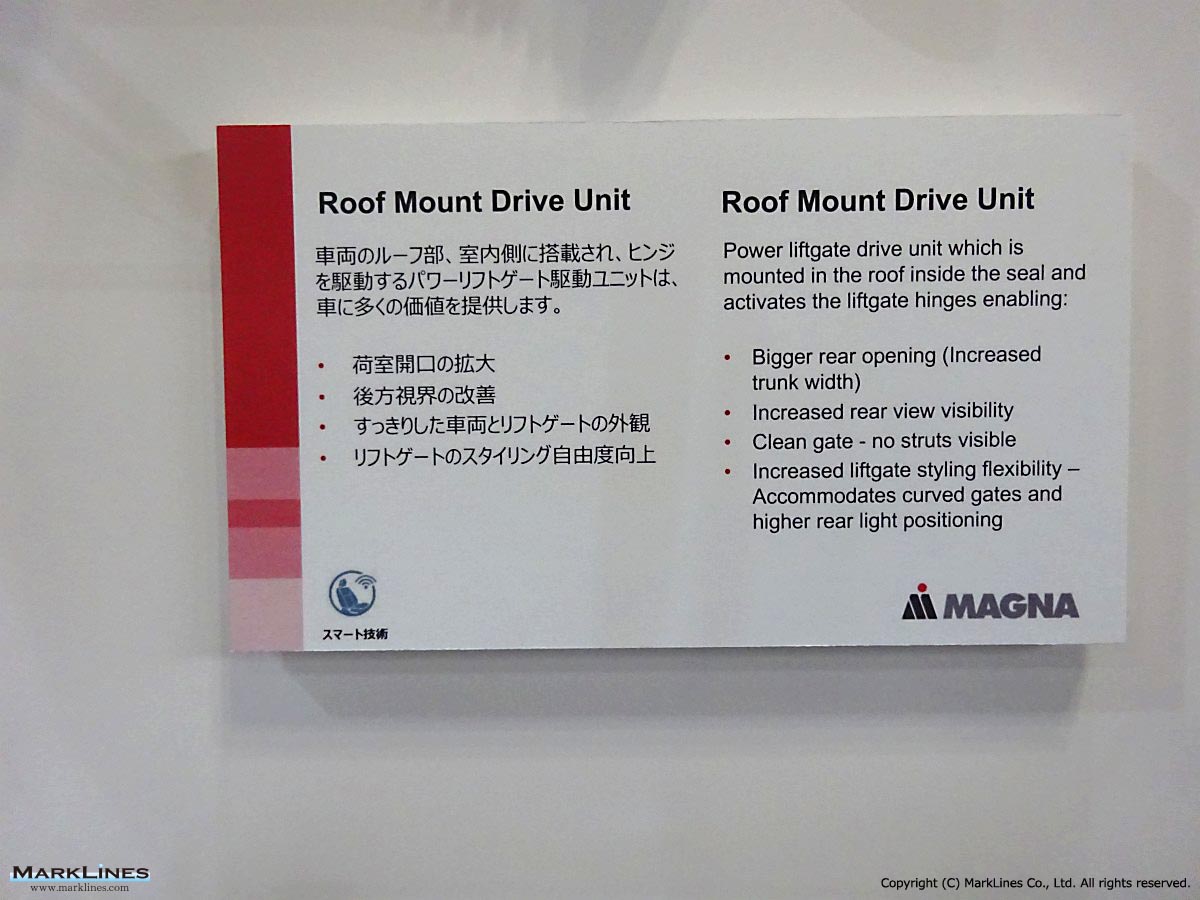 Roof Mount Drive Unit
車両のルーフ部、室内側に搭載され、ヒンジ
を駆動するパワーリフトゲート駆動ユニットは、
車に多くの価値を提供します。
• 荷室開口の拡大
• 後方視界の改善
• すっきりした車両とリフトゲートの外観
• リフトゲートのスタイリング自由度向上
スマート技術
Roof Mount Drive Unit
Power liftgate drive unit which is
mounted in the roof inside the seal and
activates the liftgate hinges enabling:
• Bigger rear opening (Increased
trunk width)
• Increased rear view visibility
• Clean gate - no struts visible
• Increased liftgate styling flexibility –
Accommodates curved gates and
higher rear light positioning
MAGNA
MARKLINES
www.marklines.com
Copyright (C) MarkLines Co., Ltd. All rights reserved.